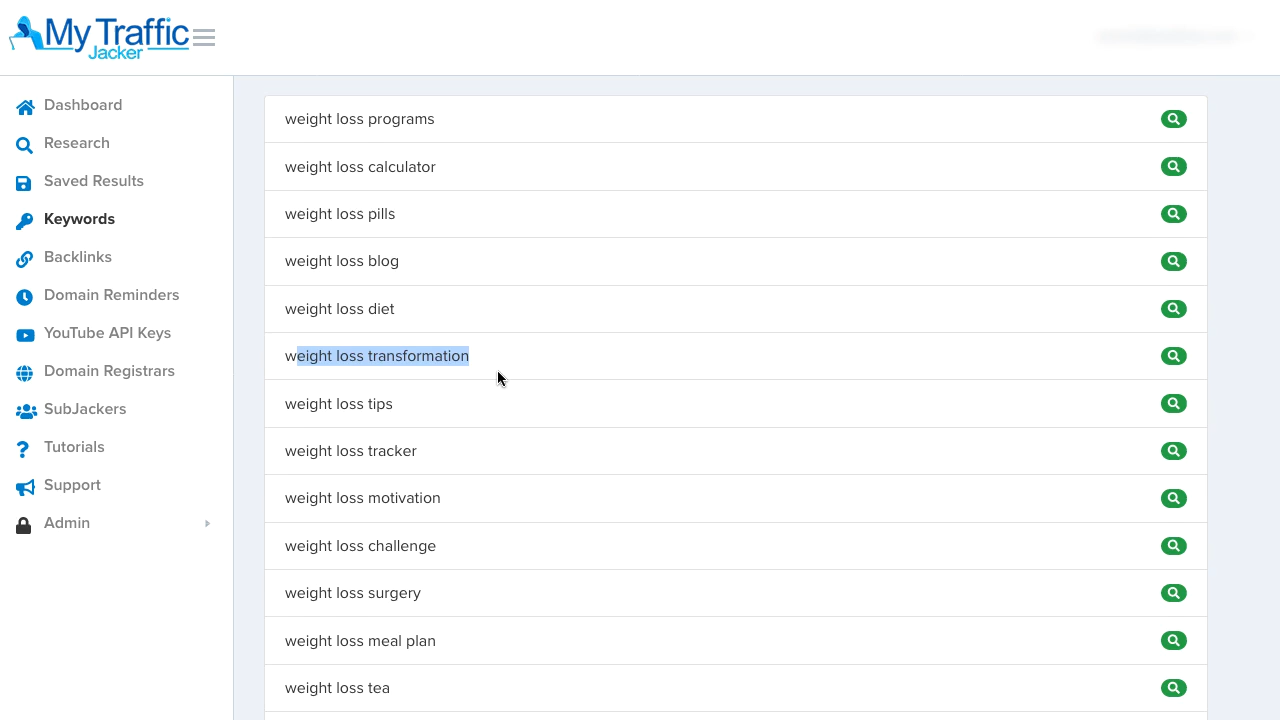 My Traffic
Jacker
Dashboard
Research
Saved Results
Keywords
Backlinks
Domain Reminders
YouTube API Keys
Domain Registrars
SubJackers
Tutorials
Support
Admin
weight loss programs
weight loss calculator
weight loss pills
weight loss blog
weight loss diet
weight loss transformation
weight loss tips
weight loss tracker
weight loss motivation
weight loss challenge
weight loss surgery
weight loss meal plan
weight loss tea